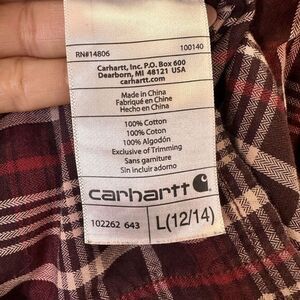 RN#14806 100140
Carhartt, Inc. P.O. Box 600
Dearborn, MI 48121 USA
carhartt.com
Made in China
Fabriqué en Chine
Hecho en China
100% Cotton
100% Coton
100% Algodón
Exclusive of Trimming
Sans garniture
Sin incluir adorno
carhartt
102262 643 L(12/14)